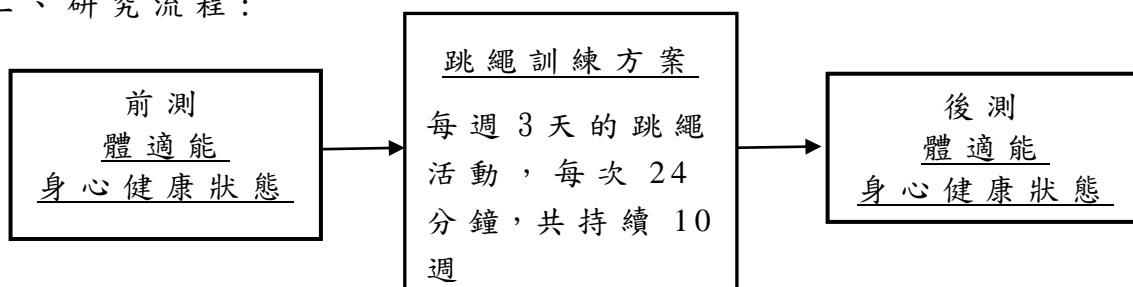 、研究流程：
前測
體適能
身心健康狀態
跳繩訓練方案
每週3天的跳繩
活動，每次24
分鐘，共持續10
週
後測
體適能
身心健康狀態